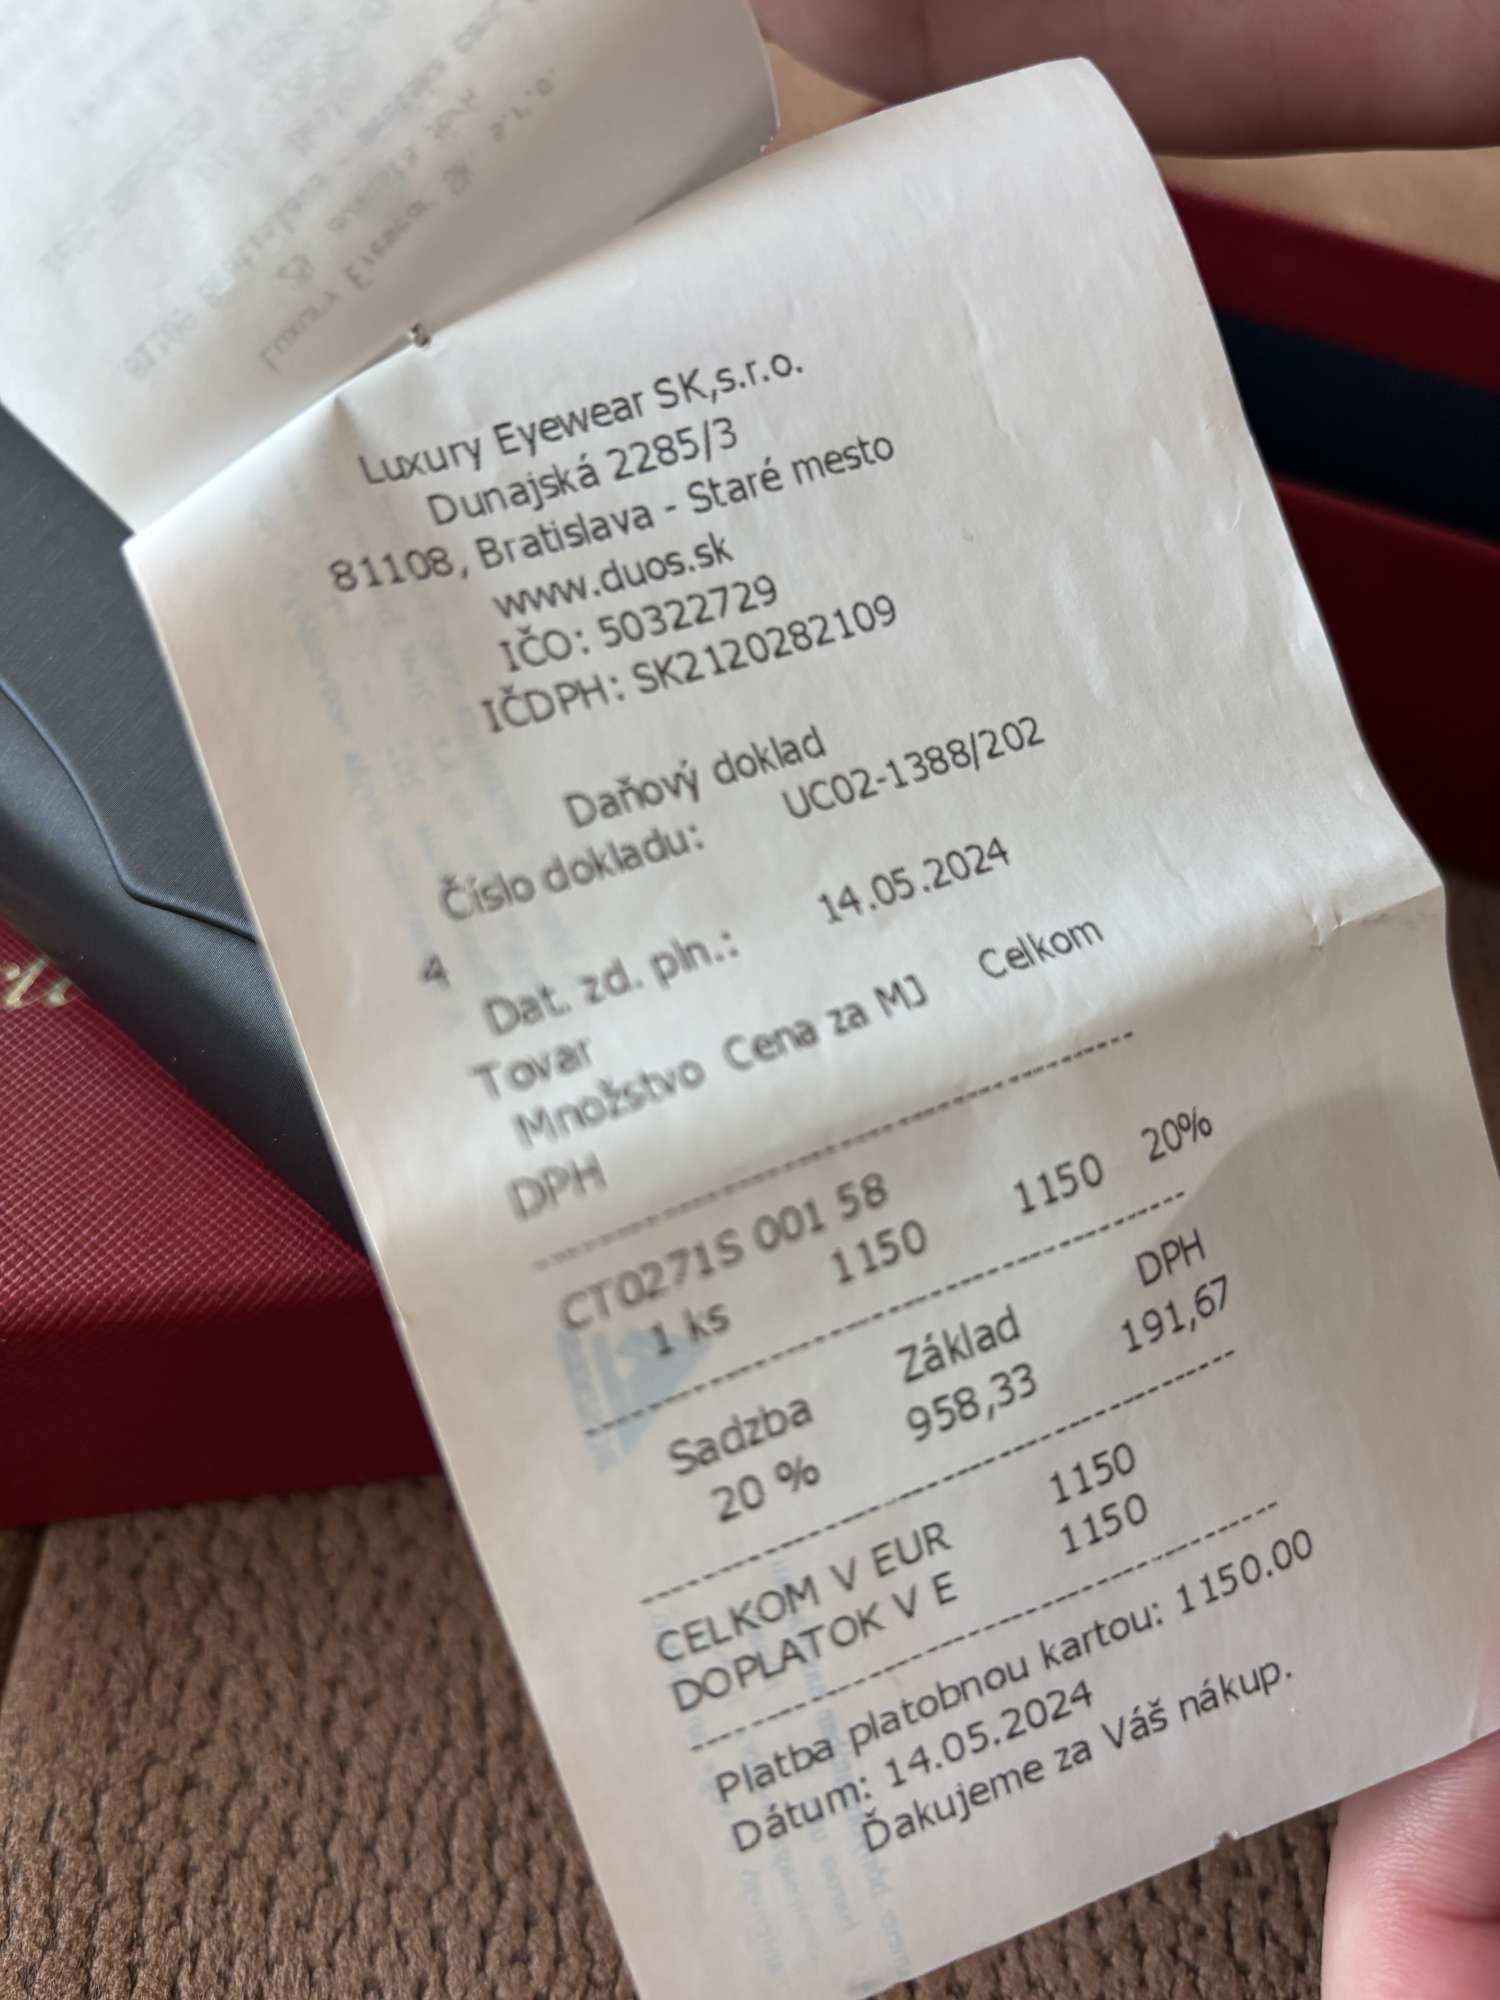 Luxury Eyewear SK,s.r.o.
Dunajská 2285/3
81108, Bratislava - Staré mesto
www.duos.sk
IČO: 50322729
IČDPH: SK2120282109
Daňový doklad
Číslo dokladu: UC02-1388/202
4
Dat. zd. pln.: 14.05.2024
Tovar
Množstvo Cena za MJ Celkom
DPH
CT0271S 001 58
1 ks 1150 1150 20%
Sadzba Základ DPH
20 % 958,33 191,67
CELKOM V EUR 1150
DOPLATOK V E 1150
Platba platobnou kartou: 1150.00
Dátum: 14.05.2024
Ďakujeme za Váš nákup.